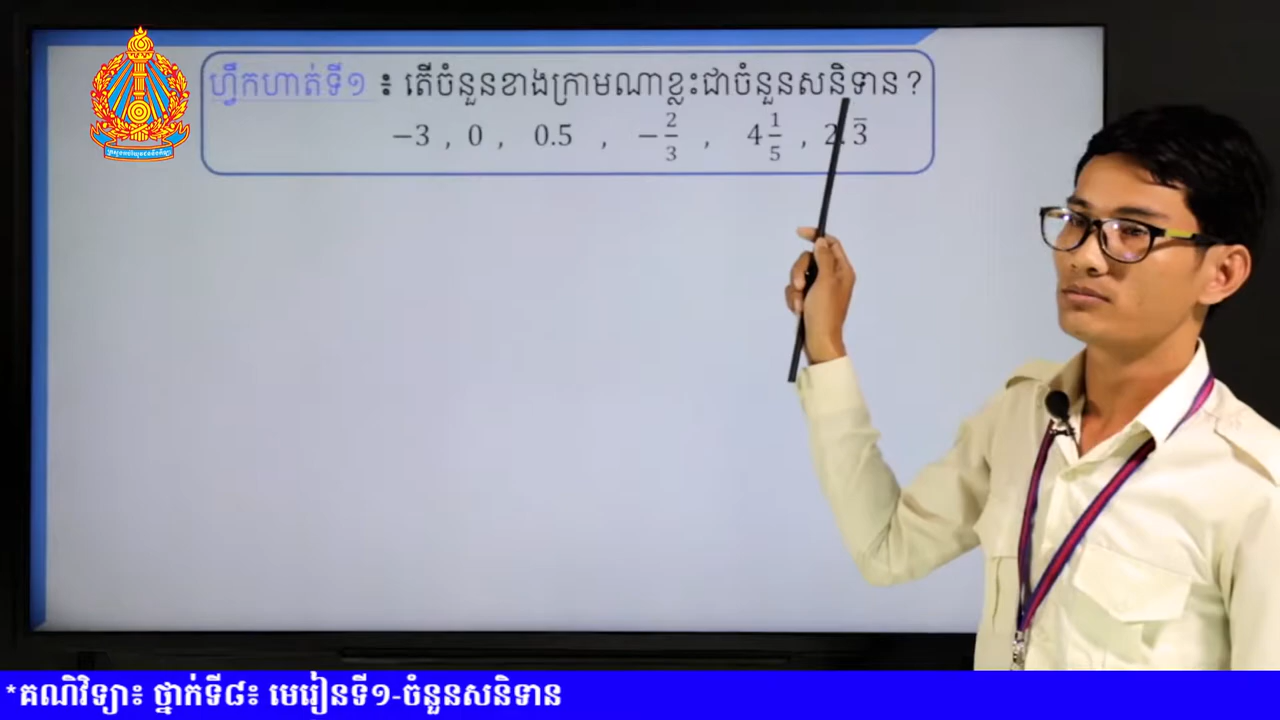 ហ្វឹកហាត់ទី១ ៖ តើចំនួនខាងក្រោមណាខ្លះជាចំនួនសនិទាន ?
−3 , 0 , 0.5 , −2/3 , 4 1/5 , 2.3̅
*គណិវិទ្យា៖ ថ្នាក់ទី៨៖ មេរៀនទី១-ចំនួនសនិទាន